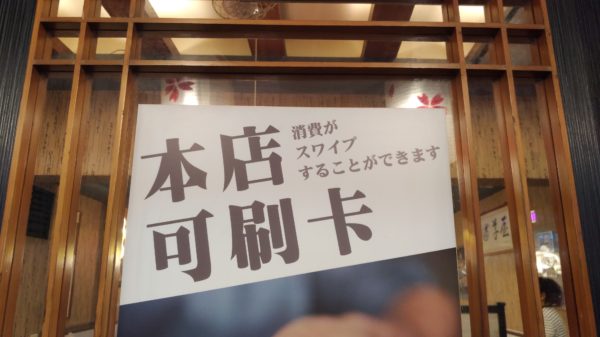 本店
可刷卡
消費が
スワイプ
することができます